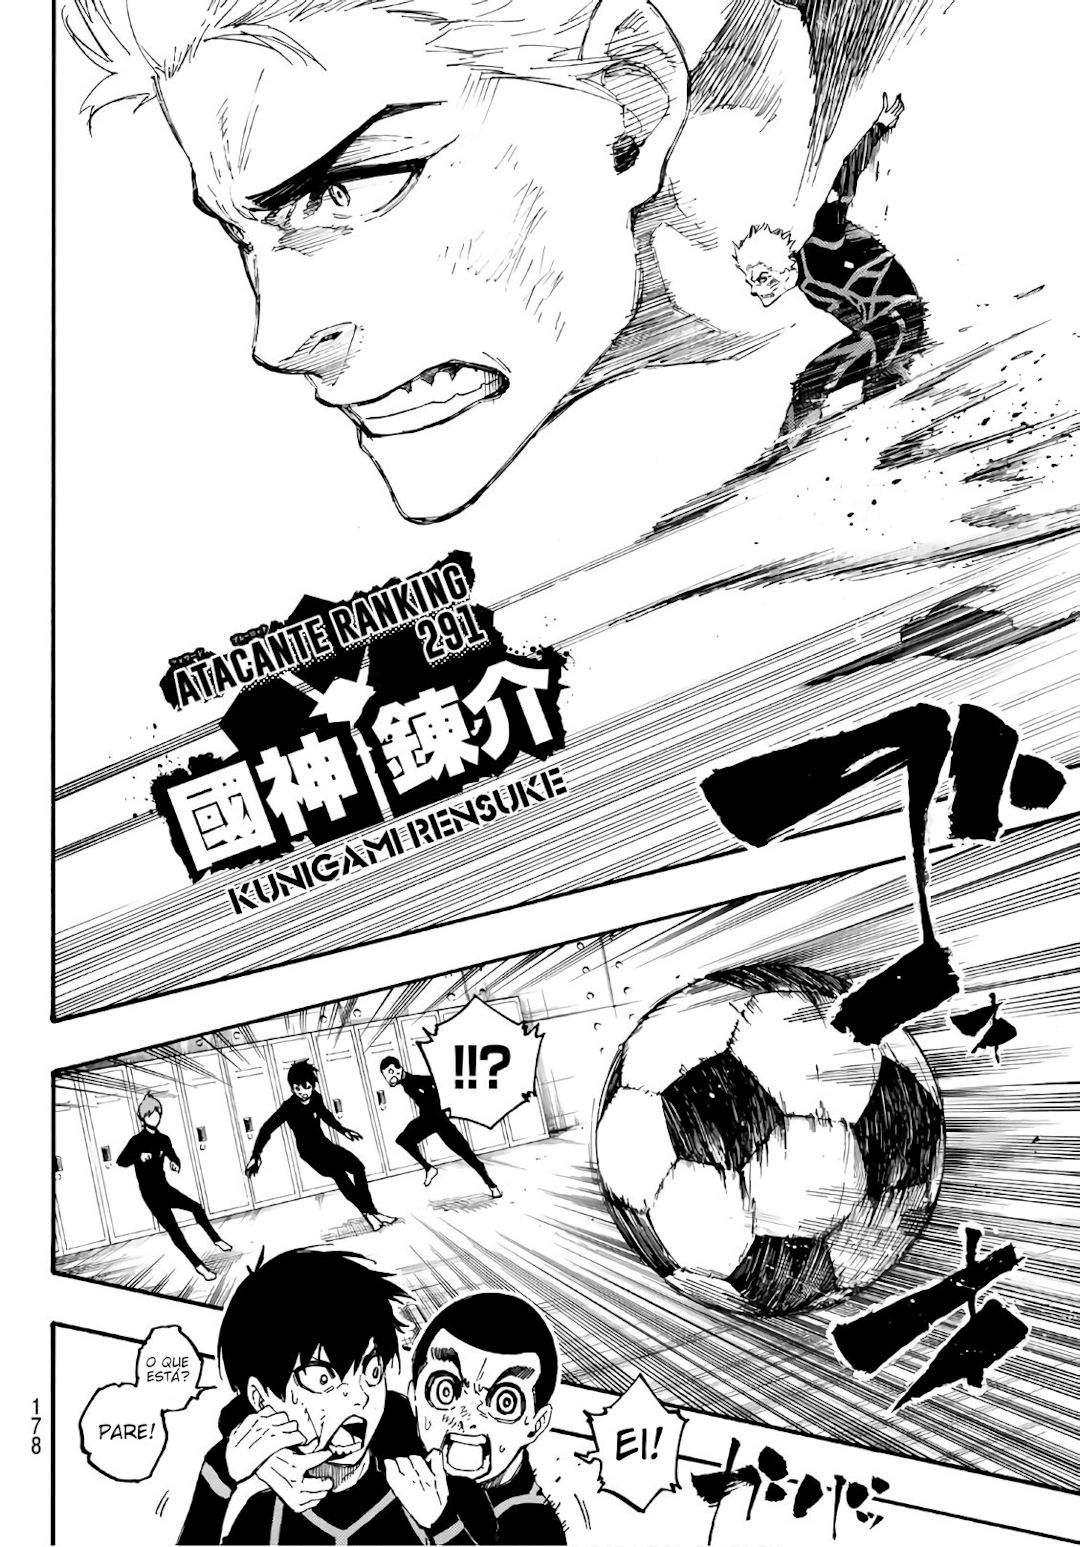 ATACANTE RANKING
291
國神 錬介
KUNIGAMI RENSUKE
!!?
O QUE
ESTÁ?
PARE!
EI!
178